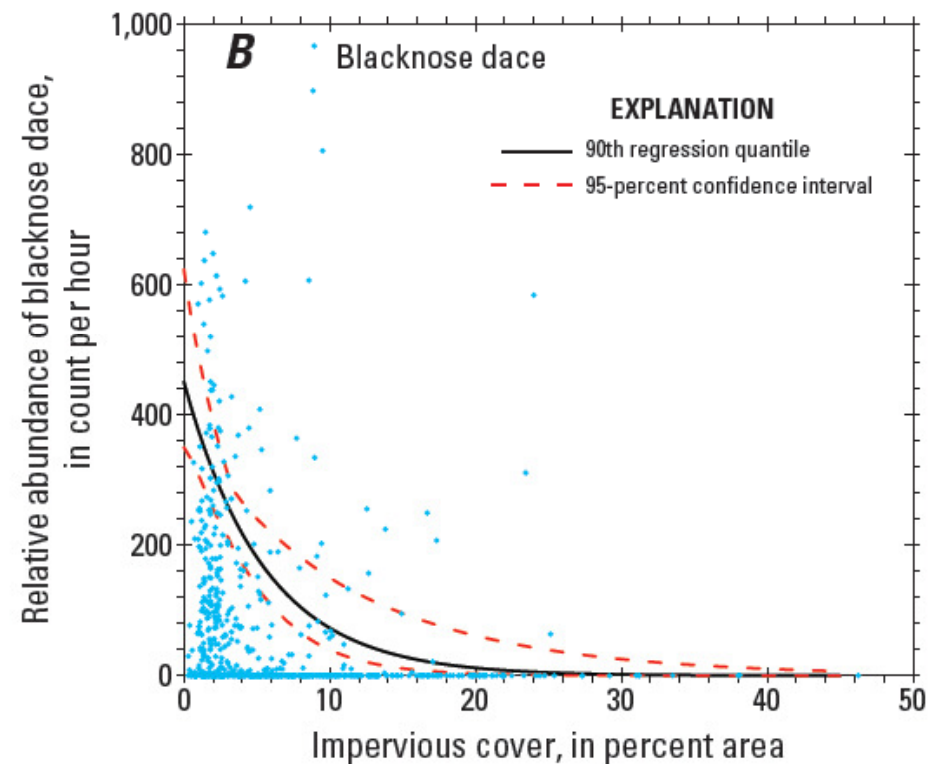 B
Blacknose dace
EXPLANATION
90th regression quantile
95-percent confidence interval
Relative abundance of blacknose dace,
in count per hour
1,000
800
600
400
200
0
0 10 20 30 40 50
Impervious cover, in percent area